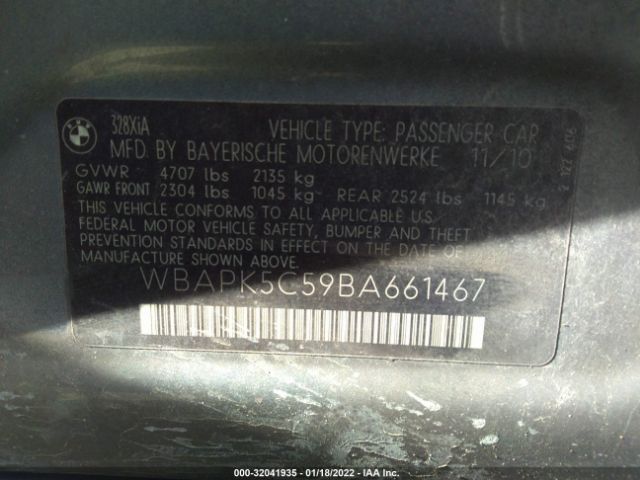 BMW
328XiA
VEHICLE TYPE: PASSENGER CAR
MFD BY BAYERISCHE MOTORENWERKE 11/10
GVWR 4707 lbs 2135 kg
GAWR FRONT 2304 lbs 1045 kg REAR 2524 lbs 1145 kg
THIS VEHICLE CONFORMS TO ALL APPLICABLE U.S.
FEDERAL MOTOR VEHICLE SAFETY, BUMPER AND THEFT
PREVENTION STANDARDS IN EFFECT ON THE DATE OF
MANUFACTURE SHOWN ABOVE.
WBAPK5C59BA661467
000-32041935 - 01/18/2022 - IAA Inc.